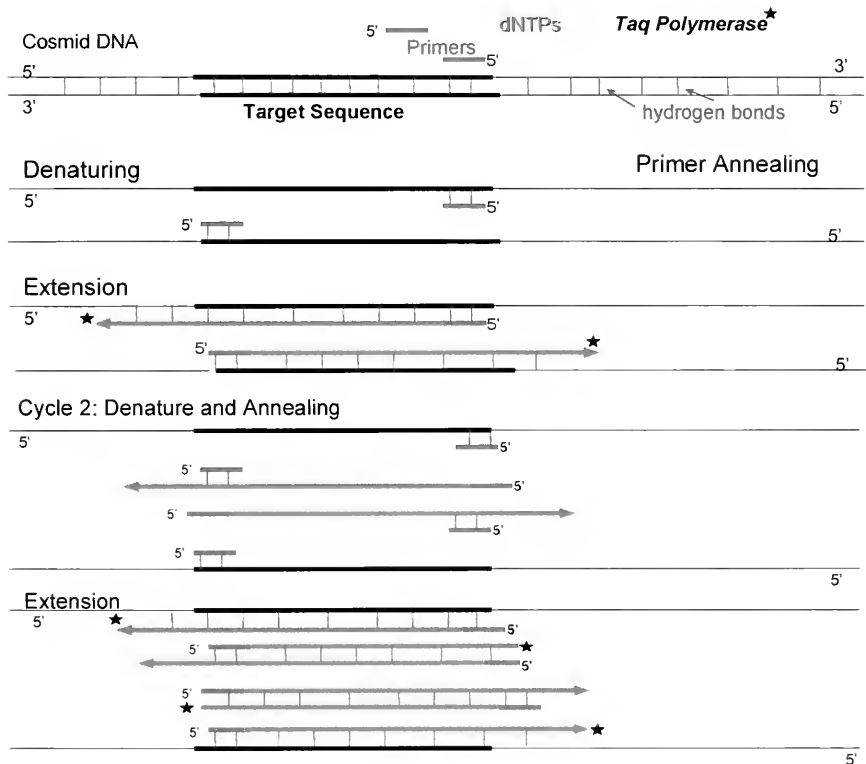 5' dNTPs Taq Polymerase★
Cosmid DNA Primers 5'
5' 3'
3' Target Sequence hydrogen bonds 5'
Denaturing Primer Annealing
5' 5'
5' 5'
Extension
5' ★ 5'
5' ★
5'
Cycle 2: Denature and Annealing
5' 5'
5'
5'
5'
5'
5'
5'
Extension
5' ★ 5'
★
5'
5'
★
★
5'